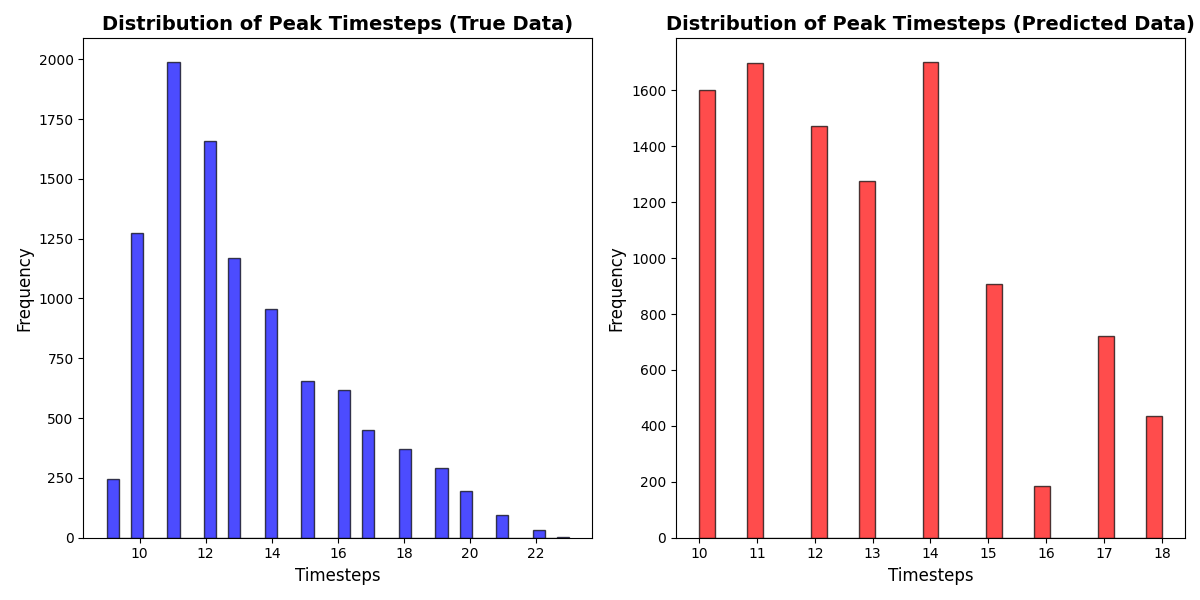 Distribution of Peak Timesteps (True Data)
Frequency
2000
1750
1500
1250
1000
750
500
250
0
10 12 14 16 18 20 22
Timesteps
Distribution of Peak Timesteps (Predicted Data)
Frequency
1600
1400
1200
1000
800
600
400
200
0
10 11 12 13 14 15 16 17 18
Timesteps